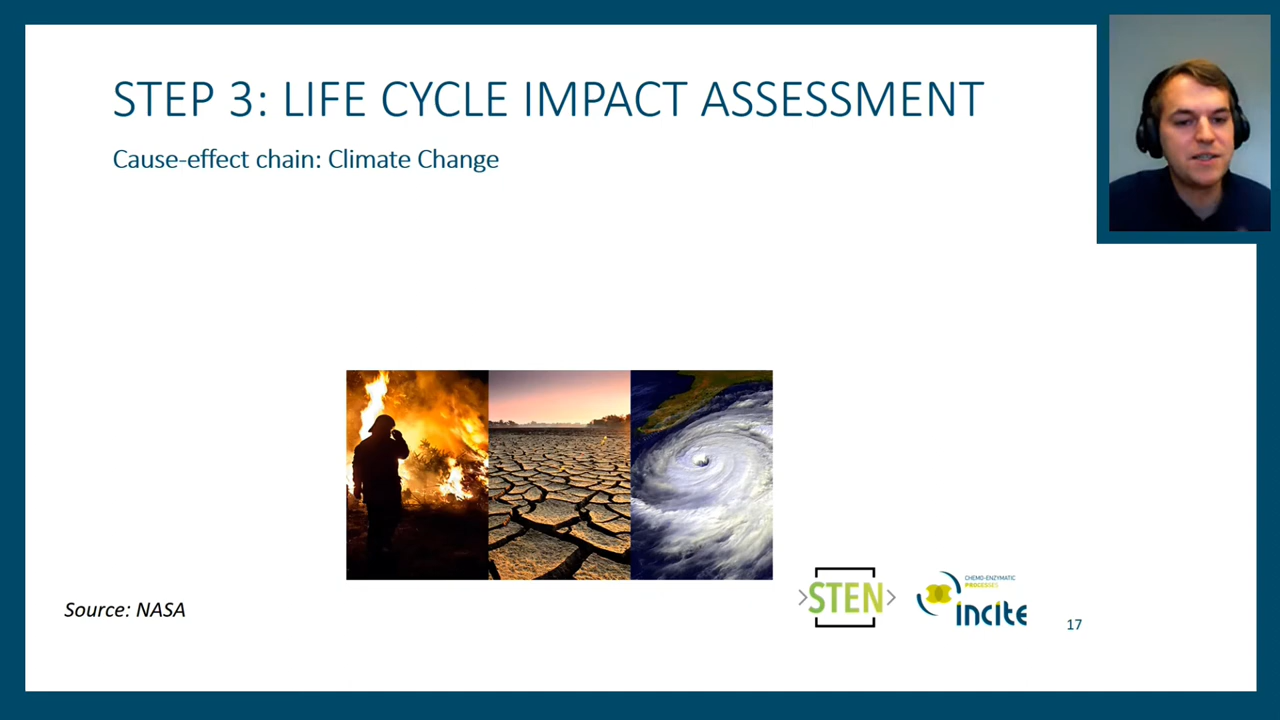 STEP 3: LIFE CYCLE IMPACT ASSESSMENT
Cause-effect chain: Climate Change
Source: NASA
STEN
CHEMO-ENZYMATIC
PROCESSES
incite
17